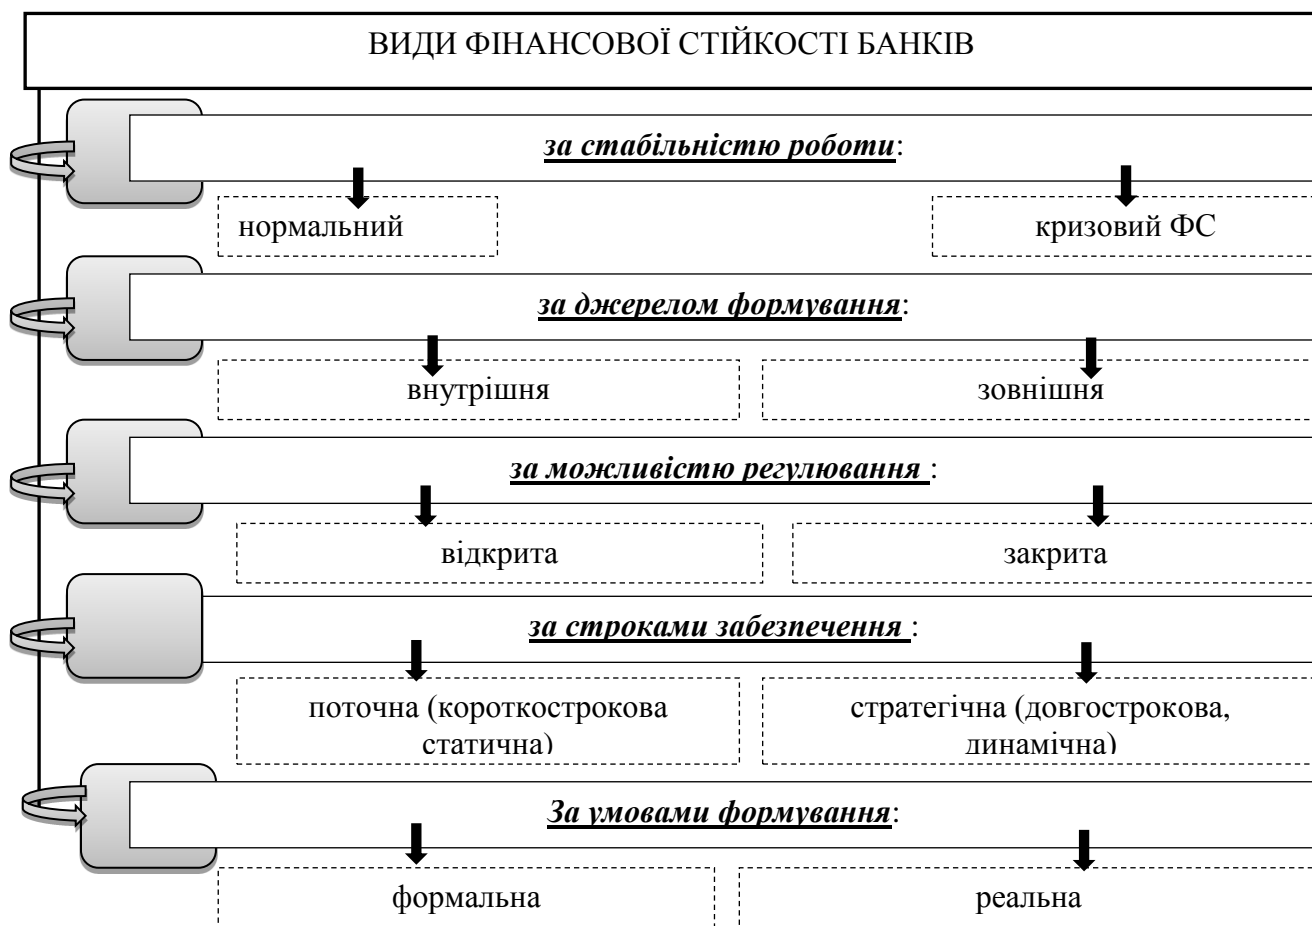 ВИДИ ФІНАНСОВОЇ СТІЙКОСТІ БАНКІВ
за стабільністю роботи:
нормальний
кризовий ФС
за джерелом формування:
внутрішня
зовнішня
за можливістю регулювання :
відкрита
закрита
за строками забезпечення :
поточна (короткострокова
статична)
стратегічна (довгострокова,
динамічна)
За умовами формування:
формальна
реальна